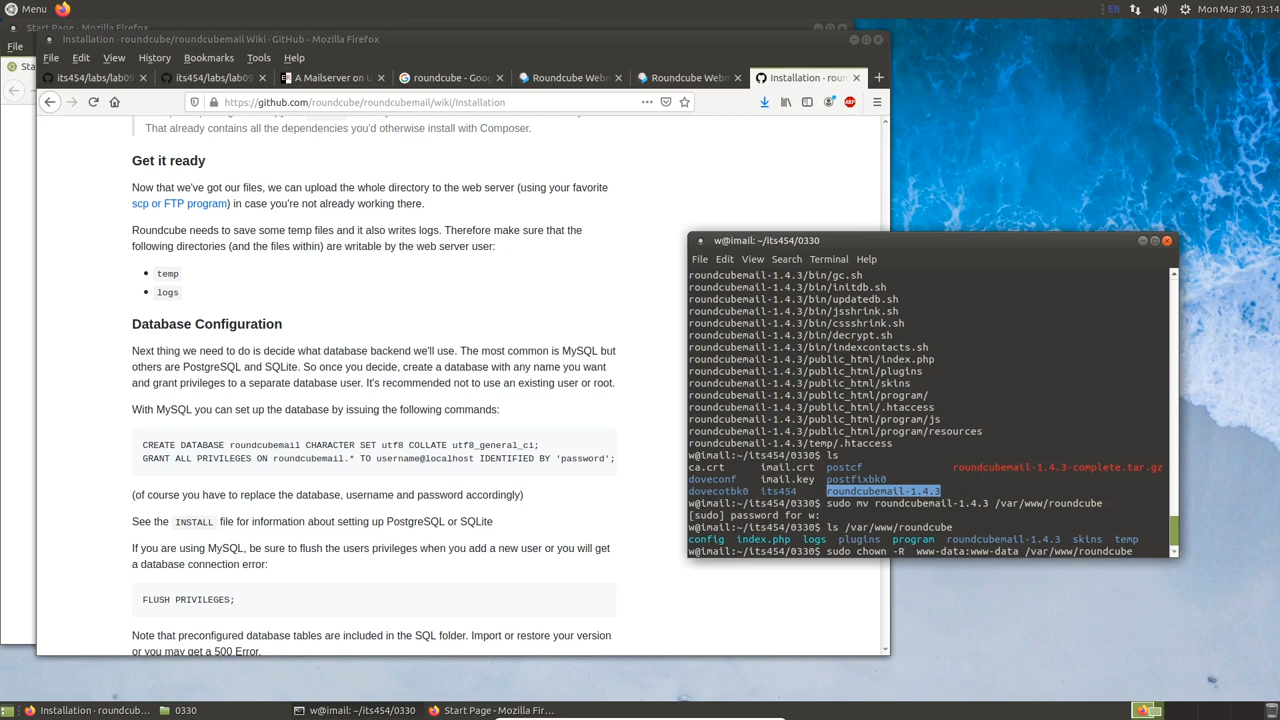 Menu
EN
Mon Mar 30, 13:14
Start Page - Mozilla Firefox
Installation · roundcube/roundcubemail Wiki · GitHub - Mozilla Firefox
File
File Edit View History Bookmarks Tools Help
Sta
its454/labs/lab09
its454/labs/lab09
A Mailserver on U
roundcube - Goog
Roundcube Webm
Roundcube Webm
Installation · roun
https://github.com/roundcube/roundcubemail/wiki/Installation
ABP
That already contains all the dependencies you'd otherwise install with Composer.
Get it ready
Now that we've got our files, we can upload the whole directory to the web server (using your favorite
scp or FTP program) in case you're not already working there.
Roundcube needs to save some temp files and it also writes logs. Therefore make sure that the
following directories (and the files within) are writable by the web server user:
temp
logs
Database Configuration
Next thing we need to do is decide what database backend we'll use. The most common is MySQL but
others are PostgreSQL and SQLite. So once you decide, create a database with any name you want
and grant privileges to a separate database user. It's recommended not to use an existing user or root.
With MySQL you can set up the database by issuing the following commands:
CREATE DATABASE roundcubemail CHARACTER SET utf8 COLLATE utf8_general_ci;
GRANT ALL PRIVILEGES ON roundcubemail.* TO username@localhost IDENTIFIED BY 'password';
(of course you have to replace the database, username and password accordingly)
See the INSTALL file for information about setting up PostgreSQL or SQLite
If you are using MySQL, be sure to flush the users privileges when you add a new user or you will get
a database connection error:
FLUSH PRIVILEGES;
Note that preconfigured database tables are included in the SQL folder. Import or restore your version
or you may get a 500 Error.
w@imail: ~/its454/0330
File Edit View Search Terminal Help
roundcubemail-1.4.3/bin/gc.sh
roundcubemail-1.4.3/bin/initdb.sh
roundcubemail-1.4.3/bin/updatedb.sh
roundcubemail-1.4.3/bin/jsshrink.sh
roundcubemail-1.4.3/bin/cssshrink.sh
roundcubemail-1.4.3/bin/decrypt.sh
roundcubemail-1.4.3/bin/indexcontacts.sh
roundcubemail-1.4.3/public_html/index.php
roundcubemail-1.4.3/public_html/plugins
roundcubemail-1.4.3/public_html/skins
roundcubemail-1.4.3/public_html/program/
roundcubemail-1.4.3/public_html/.htaccess
roundcubemail-1.4.3/public_html/program/js
roundcubemail-1.4.3/public_html/program/resources
roundcubemail-1.4.3/temp/.htaccess
w@imail:~/its454/0330$ ls
ca.crt imail.crt postcf roundcubemail-1.4.3-complete.tar.gz
doveconf imail.key postfixbk0
dovecotbk0 its454 roundcubemail-1.4.3
w@imail:~/its454/0330$ sudo mv roundcubemail-1.4.3 /var/www/roundcube
[sudo] password for w:
w@imail:~/its454/0330$ ls /var/www/roundcube
config index.php logs plugins program roundcubemail-1.4.3 skins temp
w@imail:~/its454/0330$ sudo chown -R www-data:www-data /var/www/roundcube
Installation · roundcub...
0330
w@imail: ~/its454/0330
Start Page - Mozilla Fir...